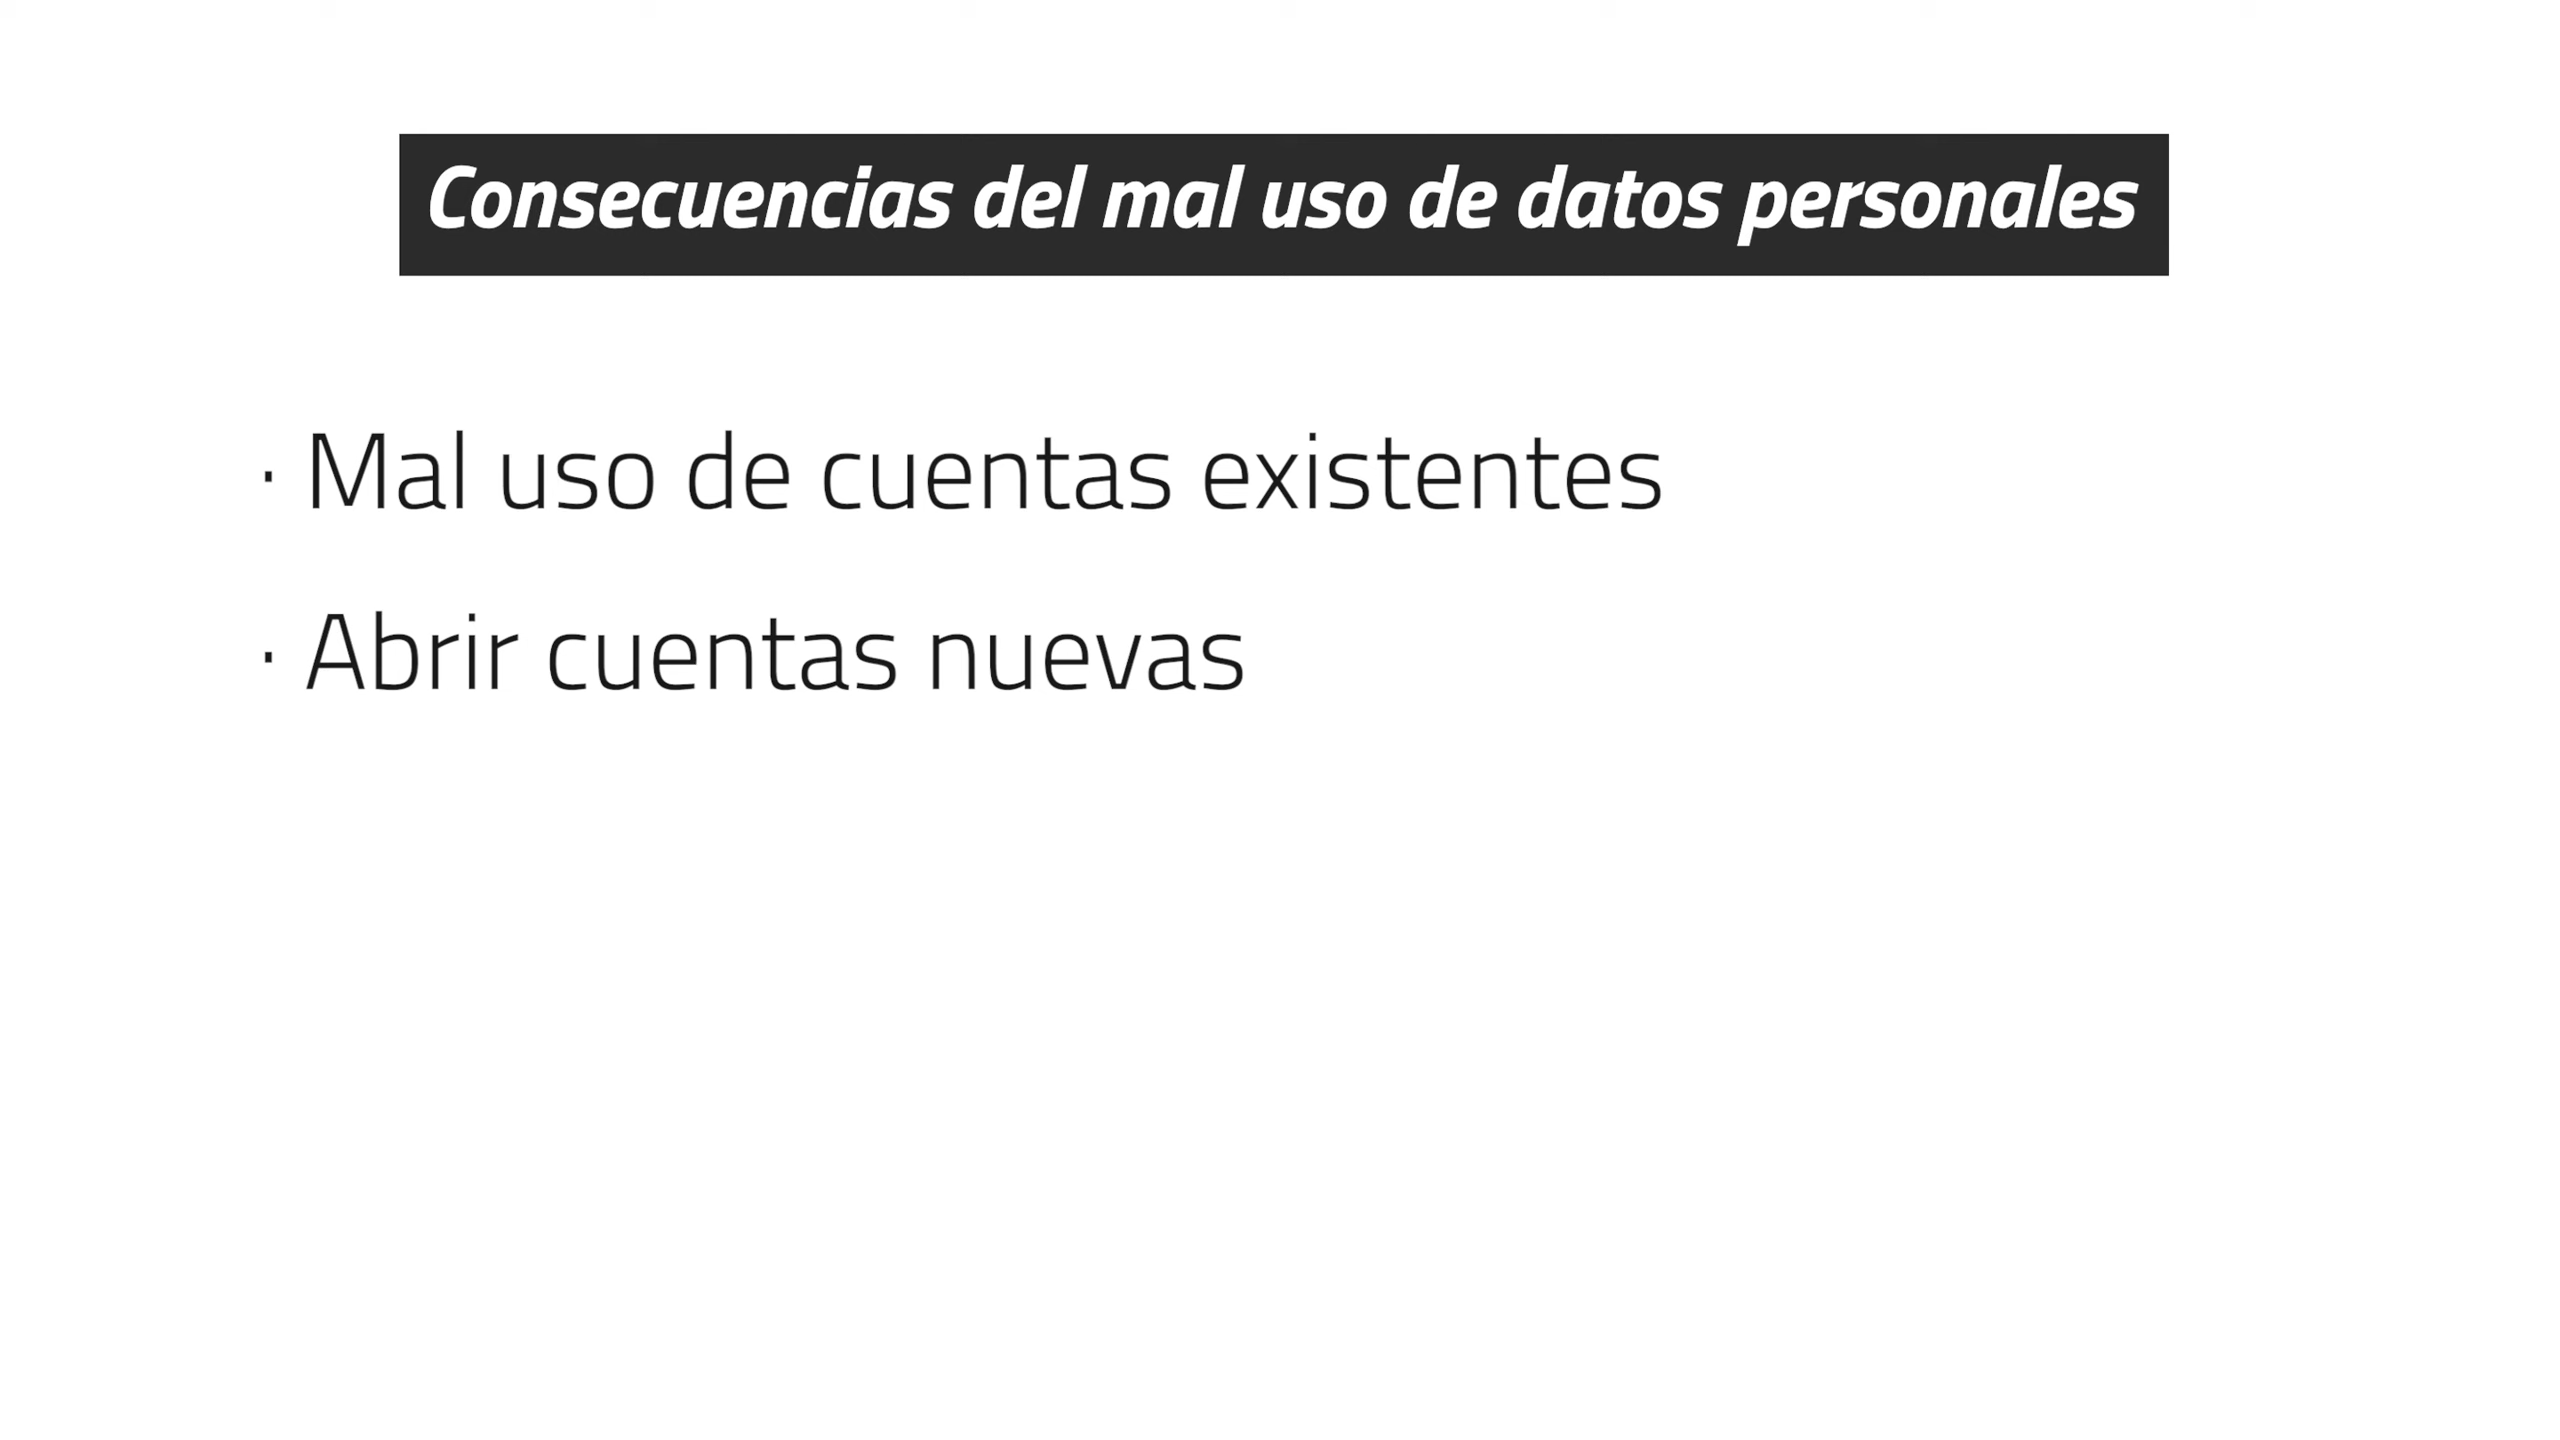 Consecuencias del mal uso de datos personales
· Mal uso de cuentas existentes
· Abrir cuentas nuevas